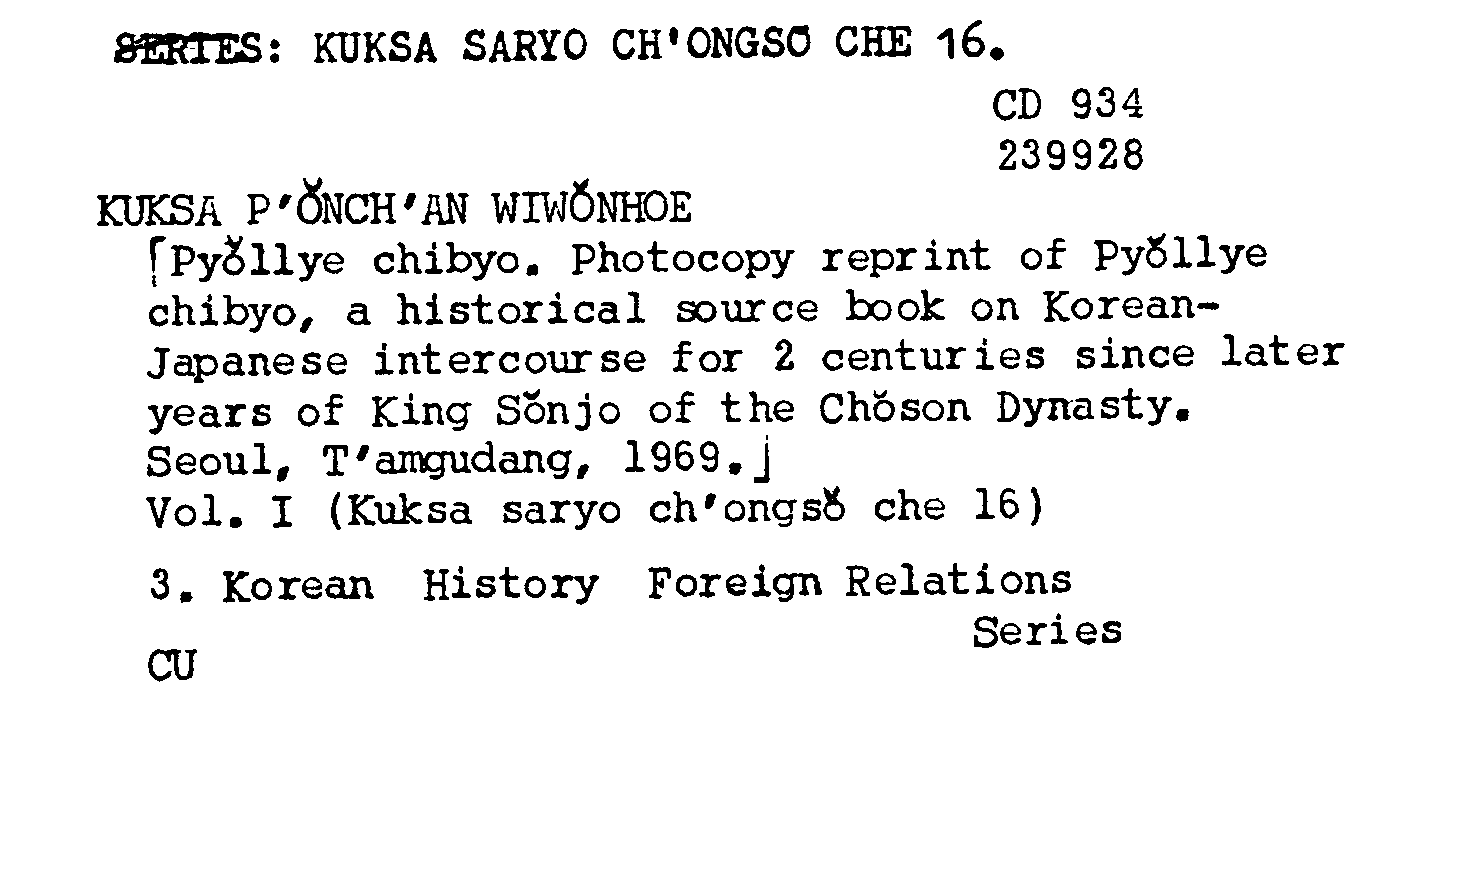 SERIES: KUKSA SARYO CH'ONGSO CHE 16.
CD 934
239928
KUKSA P'ŎNCH'AN WIWŎNHOE
⌈Pyŏllye chibyo. Photocopy reprint of Pyŏllye
chibyo, a historical source book on Korean-
Japanese intercourse for 2 centuries since later
years of King Sŏnjo of the Chŏson Dynasty.
Seoul, T'amgudang, 1969.⌋
Vol. I (Kuksa saryo ch'ongsŏ che 16)
3. Korean History Foreign Relations
Series
CU